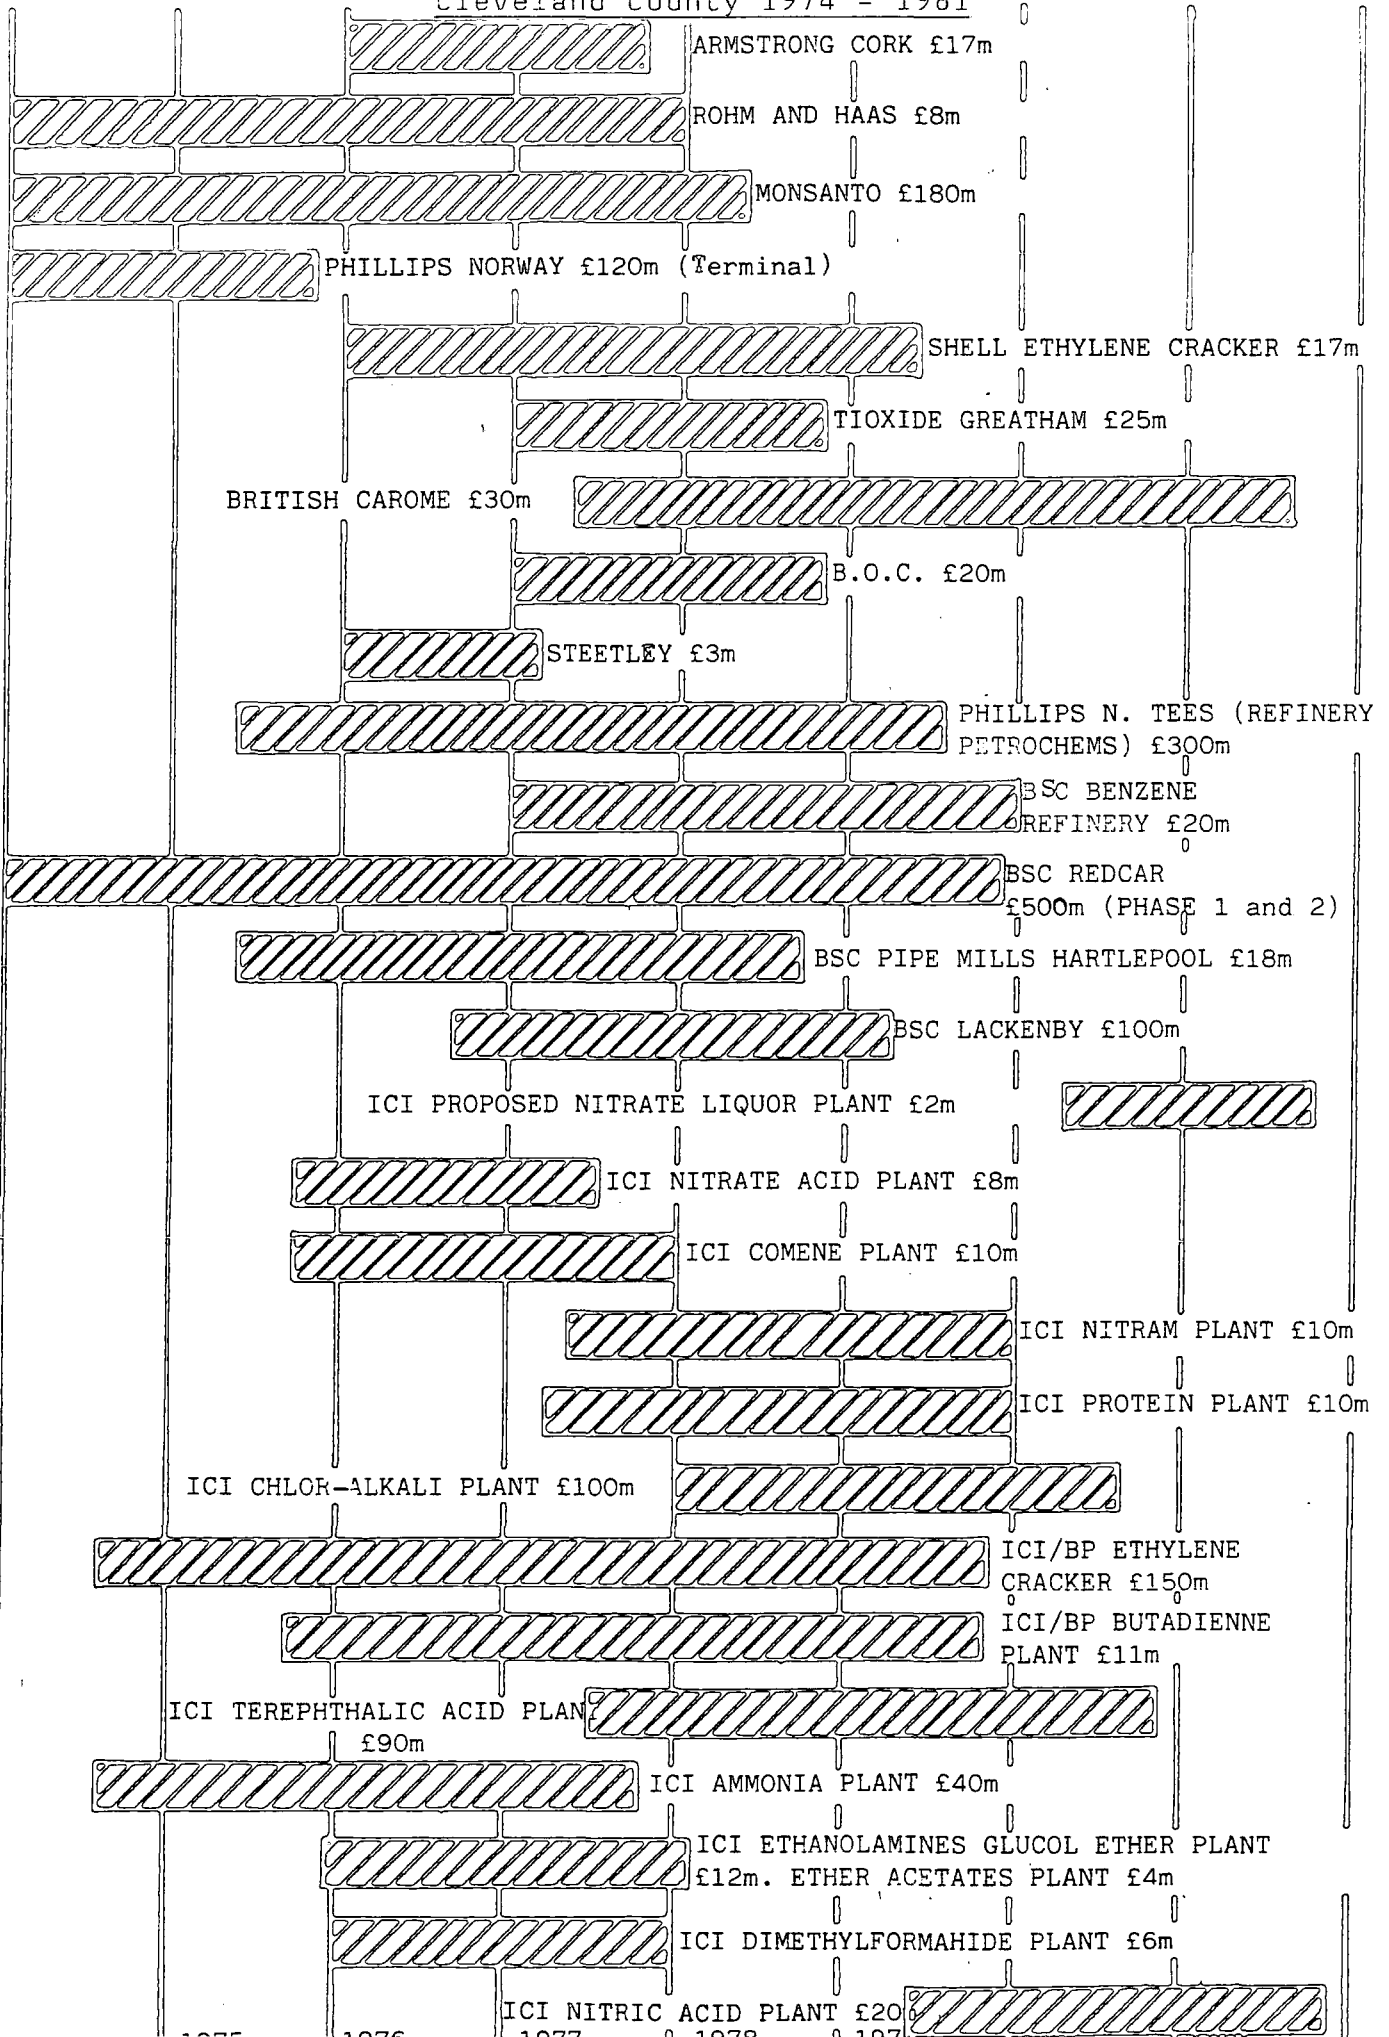 Cleveland County 1974 - 1981
ARMSTRONG CORK £17m
ROHM AND HAAS £8m
MONSANTO £180m
PHILLIPS NORWAY £120m (Terminal)
SHELL ETHYLENE CRACKER £17m
TIOXIDE GREATHAM £25m
BRITISH CAROME £30m
B.O.C. £20m
STEETLEY £3m
PHILLIPS N. TEES (REFINERY
PETROCHEMS) £300m
BSC BENZENE
REFINERY £20m
BSC REDCAR
£500m (PHASE 1 and 2)
BSC PIPE MILLS HARTLEPOOL £18m
BSC LACKENBY £100m
ICI PROPOSED NITRATE LIQUOR PLANT £2m
ICI NITRATE ACID PLANT £8m
ICI COMENE PLANT £10m
ICI NITRAM PLANT £10m
ICI PROTEIN PLANT £10m
ICI CHLOR-ALKALI PLANT £100m
ICI/BP ETHYLENE
CRACKER £150m
ICI/BP BUTADIENNE
PLANT £11m
ICI TEREPHTHALIC ACID PLANT
£90m
ICI AMMONIA PLANT £40m
ICI ETHANOLAMINES GLUCOL ETHER PLANT
£12m. ETHER ACETATES PLANT £4m
ICI DIMETHYLFORMAHIDE PLANT £6m
ICI NITRIC ACID PLANT £20
1975 1976 1977 1978 197